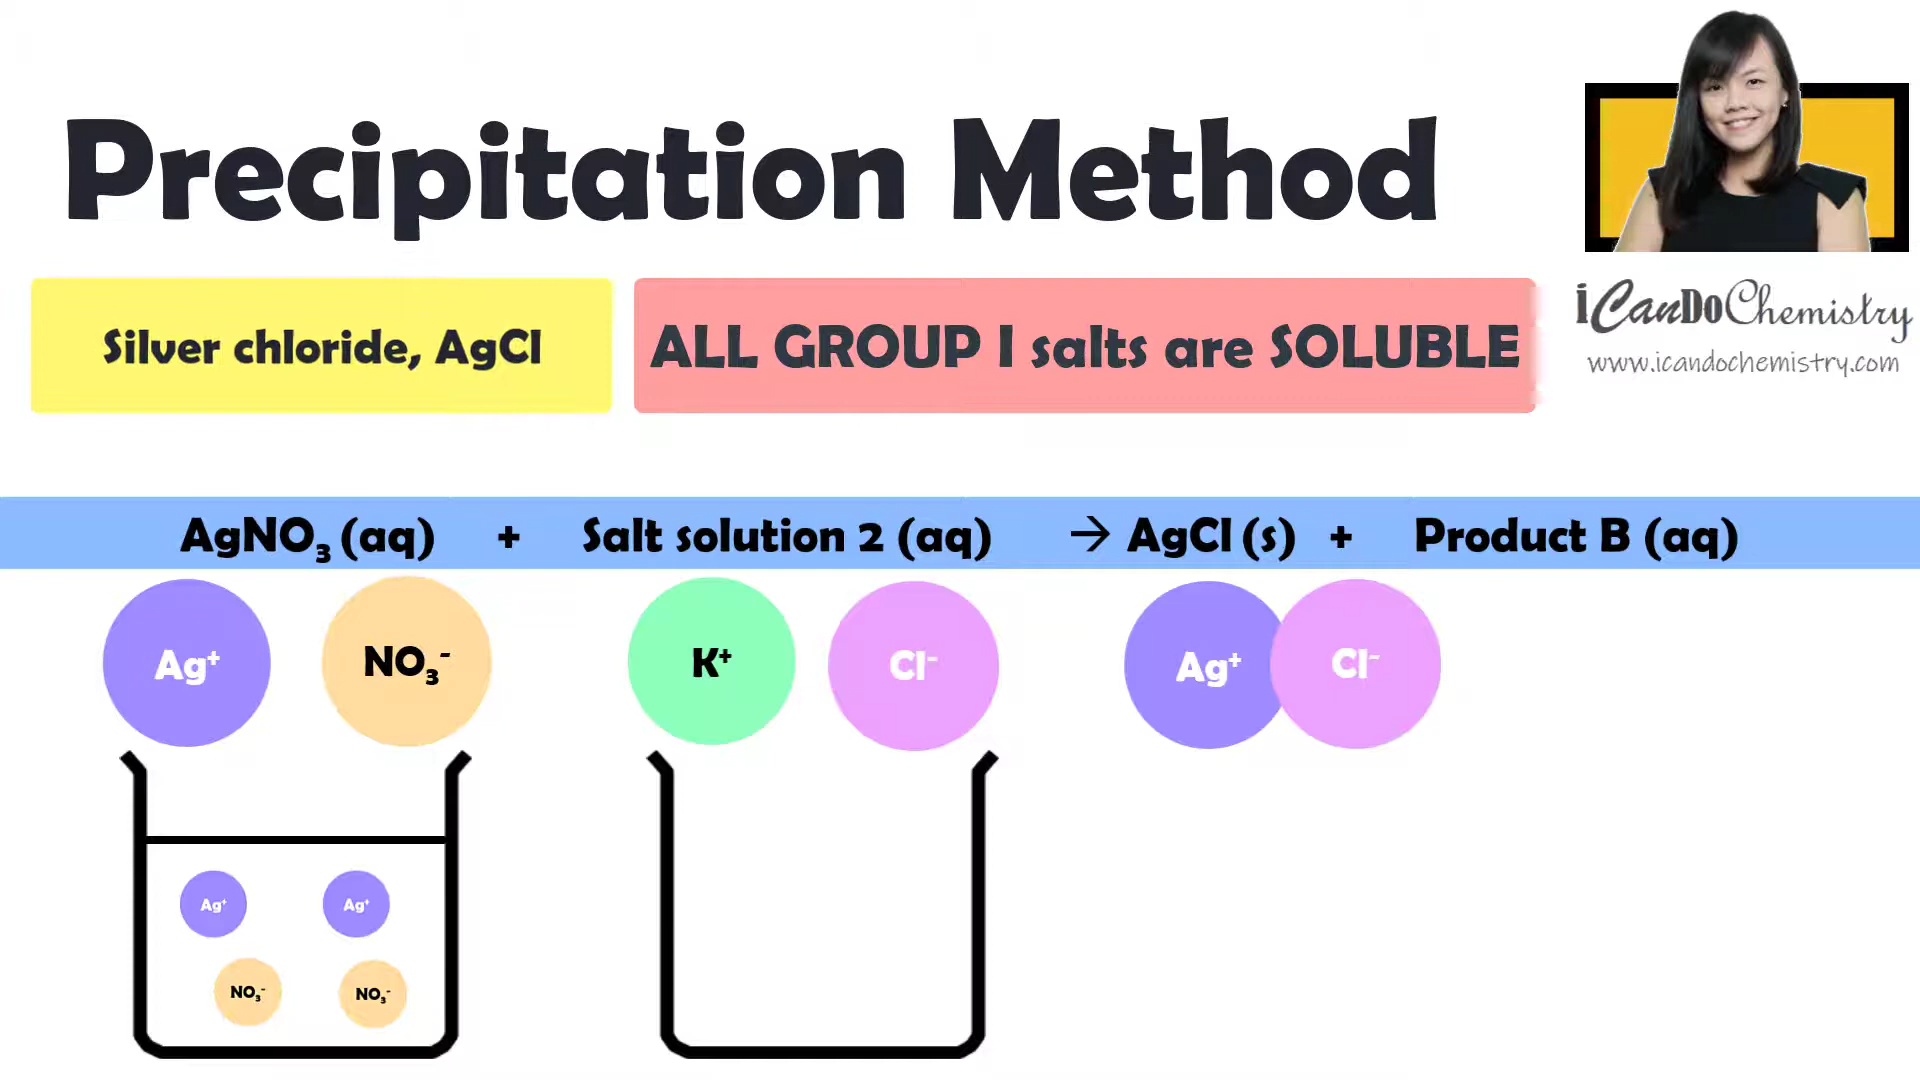 Precipitation Method
Silver chloride, AgCl
ALL GROUP I salts are SOLUBLE
iCanDoChemistry
www.icandochemistry.com
AgNO₃ (aq) + Salt solution 2 (aq) → AgCl (s) + Product B (aq)
Ag⁺ NO₃⁻ K⁺ Cl⁻ Ag⁺ Cl⁻
Ag⁺ Ag⁺
NO₃⁻ NO₃⁻